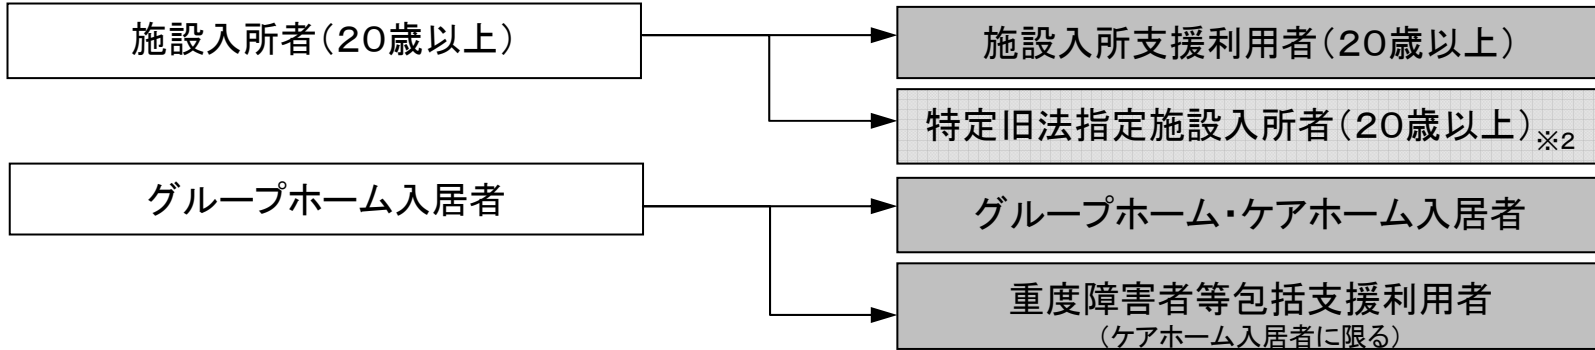 施設入所者(20歳以上)
施設入所支援利用者(20歳以上)
特定旧法指定施設入所者(20歳以上)※2
グループホーム入居者
グループホーム・ケアホーム入居者
重度障害者等包括支援利用者
(ケアホーム入居者に限る)